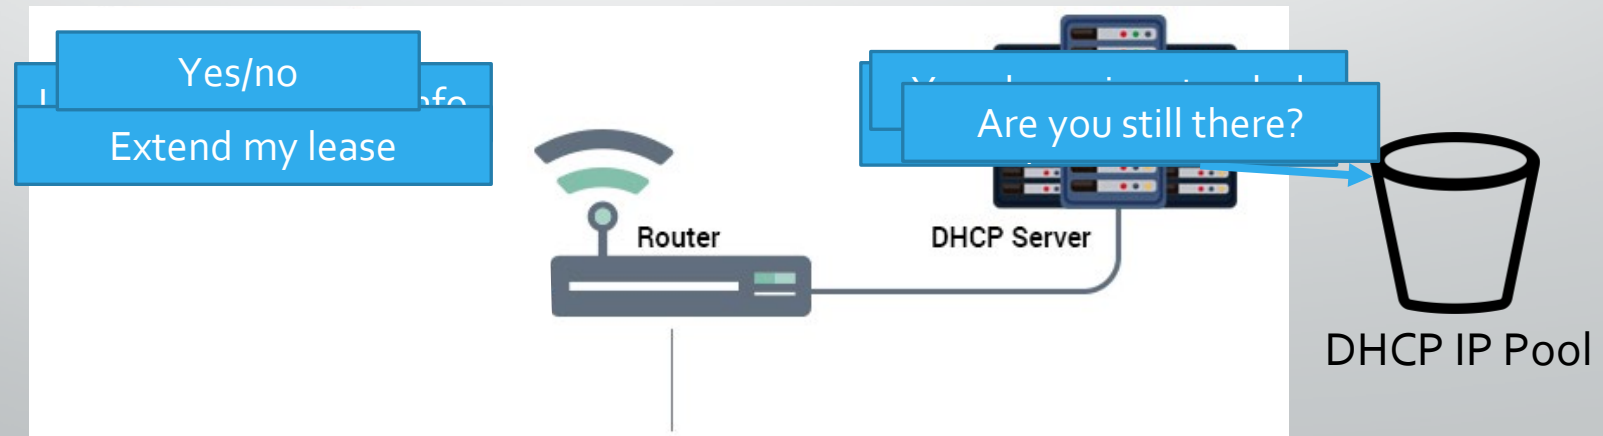 Yes/no
Extend my lease
Are you still there?
Router
DHCP Server
DHCP IP Pool